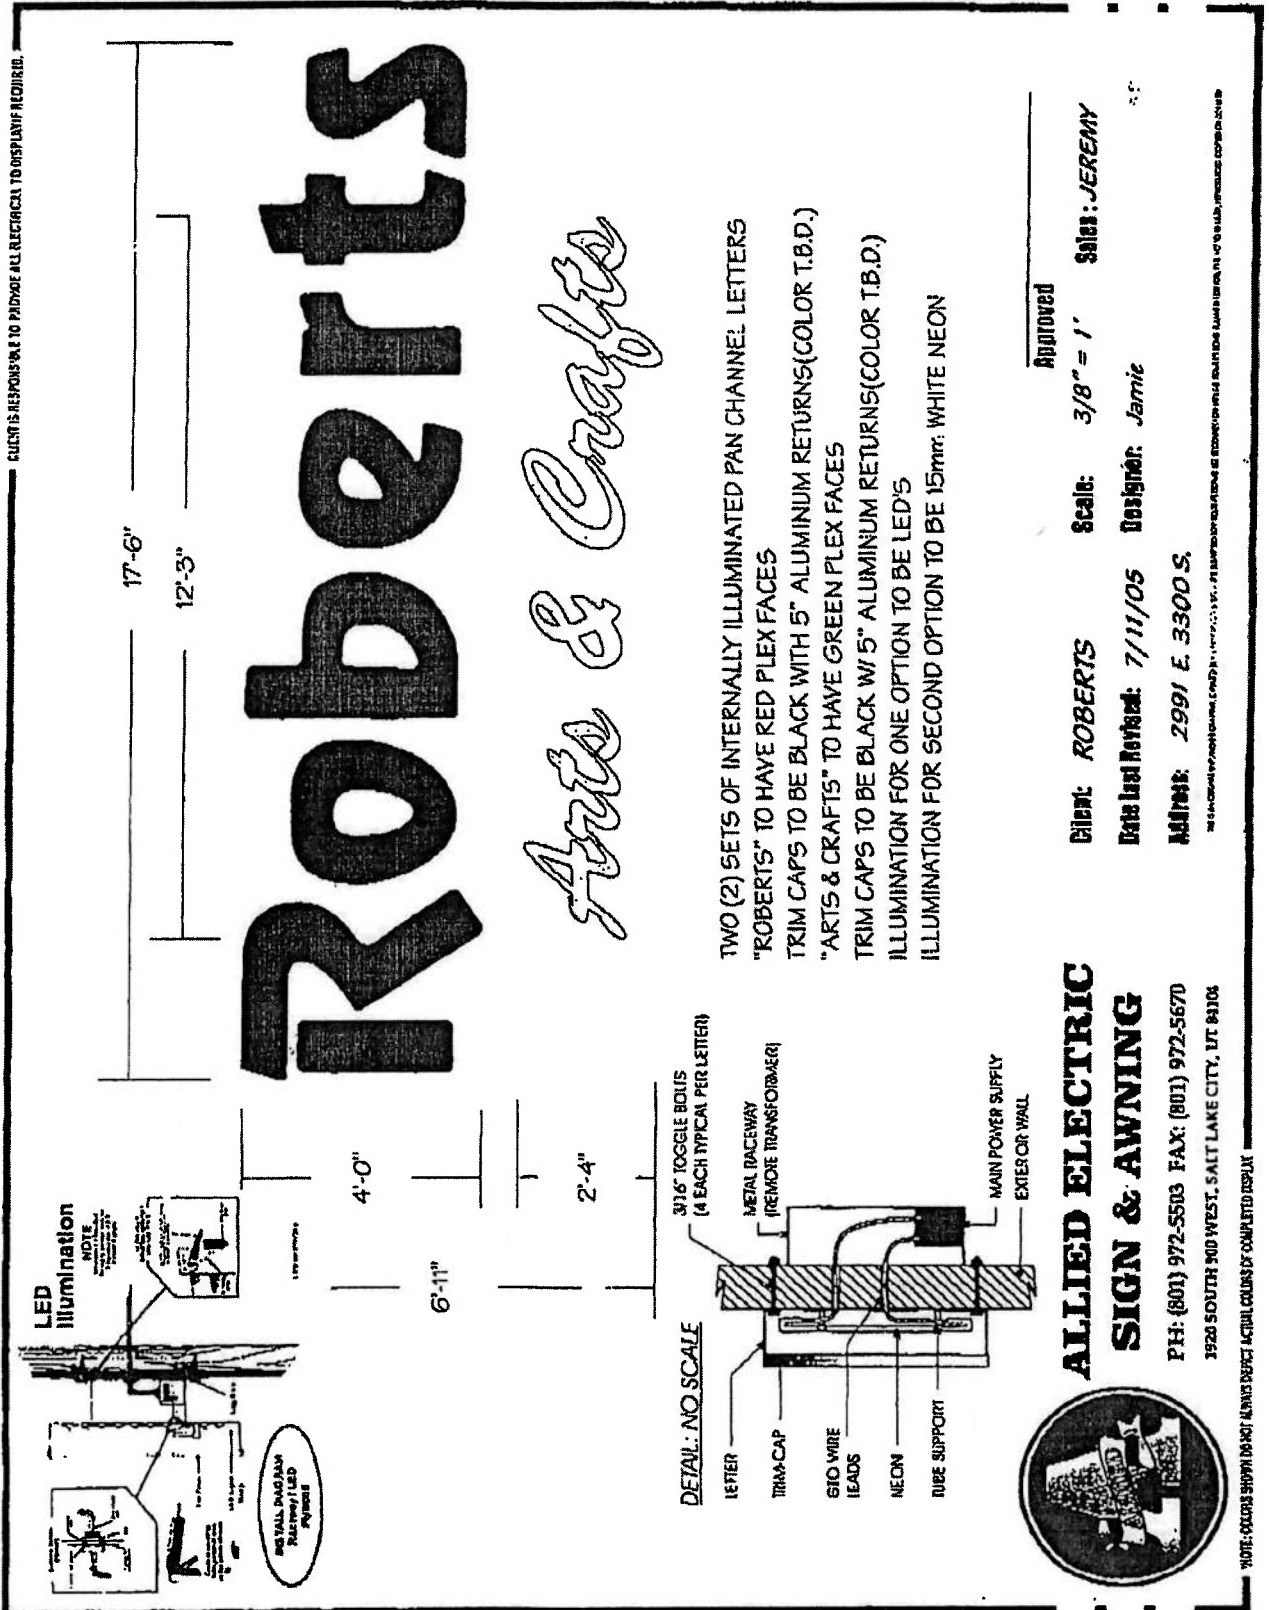 CLIENT IS RESPONSIBLE TO PROVIDE ALL ELECTRICAL TO DISPLAY IF REQUIRED.
LED
Illumination
NOTE
INSTALL DIAGRAM
17'-6"
12'-3"
4'-0"
2'-4"
6'-11"
Roberts
Arts & Crafts
TWO (2) SETS OF INTERNALLY ILLUMINATED PAN CHANNEL LETTERS
"ROBERTS" TO HAVE RED PLEX FACES
TRIM CAPS TO BE BLACK WITH 5" ALUMINUM RETURNS(COLOR T.B.D.)
"ARTS & CRAFTS" TO HAVE GREEN PLEX FACES
TRIM CAPS TO BE BLACK W/ 5" ALUMINUM RETURNS(COLOR T.B.D.)
ILLUMINATION FOR ONE OPTION TO BE LED'S
ILLUMINATION FOR SECOND OPTION TO BE 15mm WHITE NEON
DETAIL: NO SCALE
LETTER
TRIM-CAP
GTO WIRE
LEADS
NEON
TUBE SUPPORT
3/16" TOGGLE BOLTS
(4 EACH TYPICAL PER LETTER)
METAL RACEWAY
(REMOTE TRANSFORMER)
MAIN POWER SUPPLY
EXTERIOR WALL
ALLIED ELECTRIC
SIGN & AWNING
PH: (801) 972-5503 FAX: (801) 972-5670
1920 SOUTH 900 WEST, SALT LAKE CITY, UT 84104
Approved
Client: ROBERTS Scale: 3/8" = 1' Sales: JEREMY
Date Last Revised: 7/11/05 Designer: Jamie
Address: 2991 E. 3300 S.
*NOTE: COLORS SHOWN DO NOT ALWAYS DEPICT ACTUAL COLORS OF COMPLETED DISPLAY